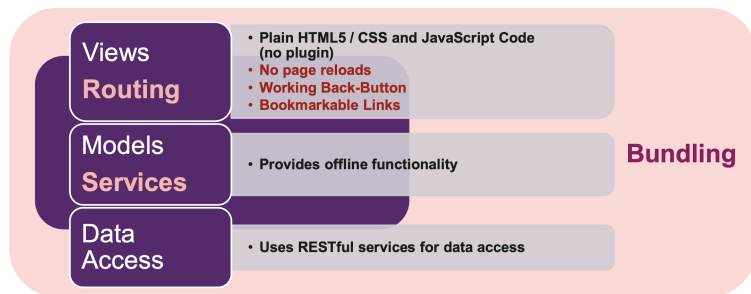 Views
Routing
• Plain HTML5 / CSS and JavaScript Code
(no plugin)
• No page reloads
• Working Back-Button
• Bookmarkable Links
Models
Services
• Provides offline functionality
Bundling
Data
Access
• Uses RESTful services for data access